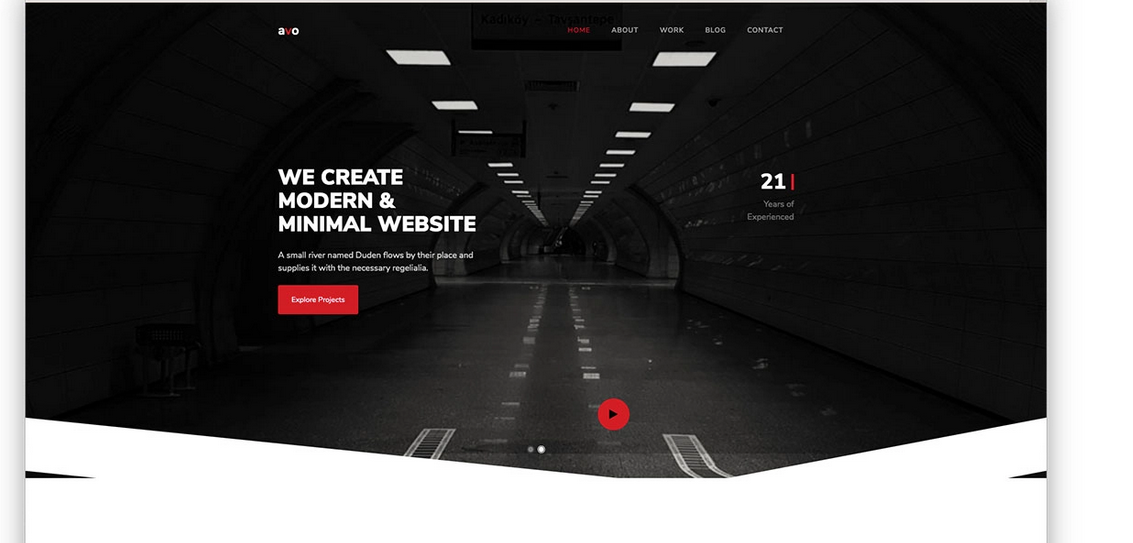 Kadıköy - Tavşantepe
avo
HOME
ABOUT
WORK
BLOG
CONTACT
WE CREATE
MODERN &
MINIMAL WEBSITE
21
Years of
Experienced
A small river named Duden flows by their place and
supplies it with the necessary regelialia.
Explore Projects